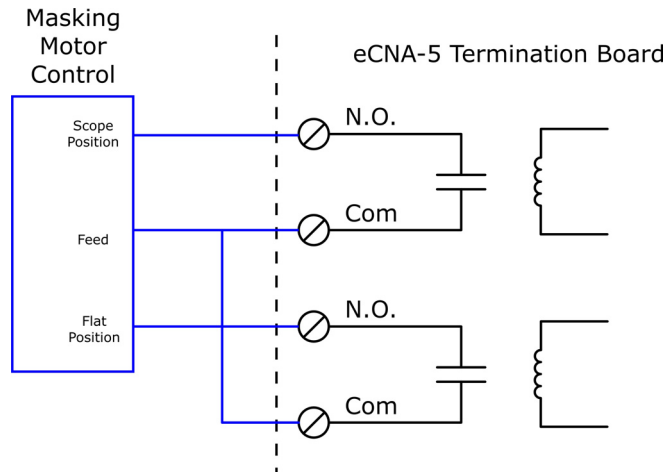 Masking
Motor
Control
eCNA-5 Termination Board
Scope
Position
N.O.
Feed
Com
Flat
Position
N.O.
Com